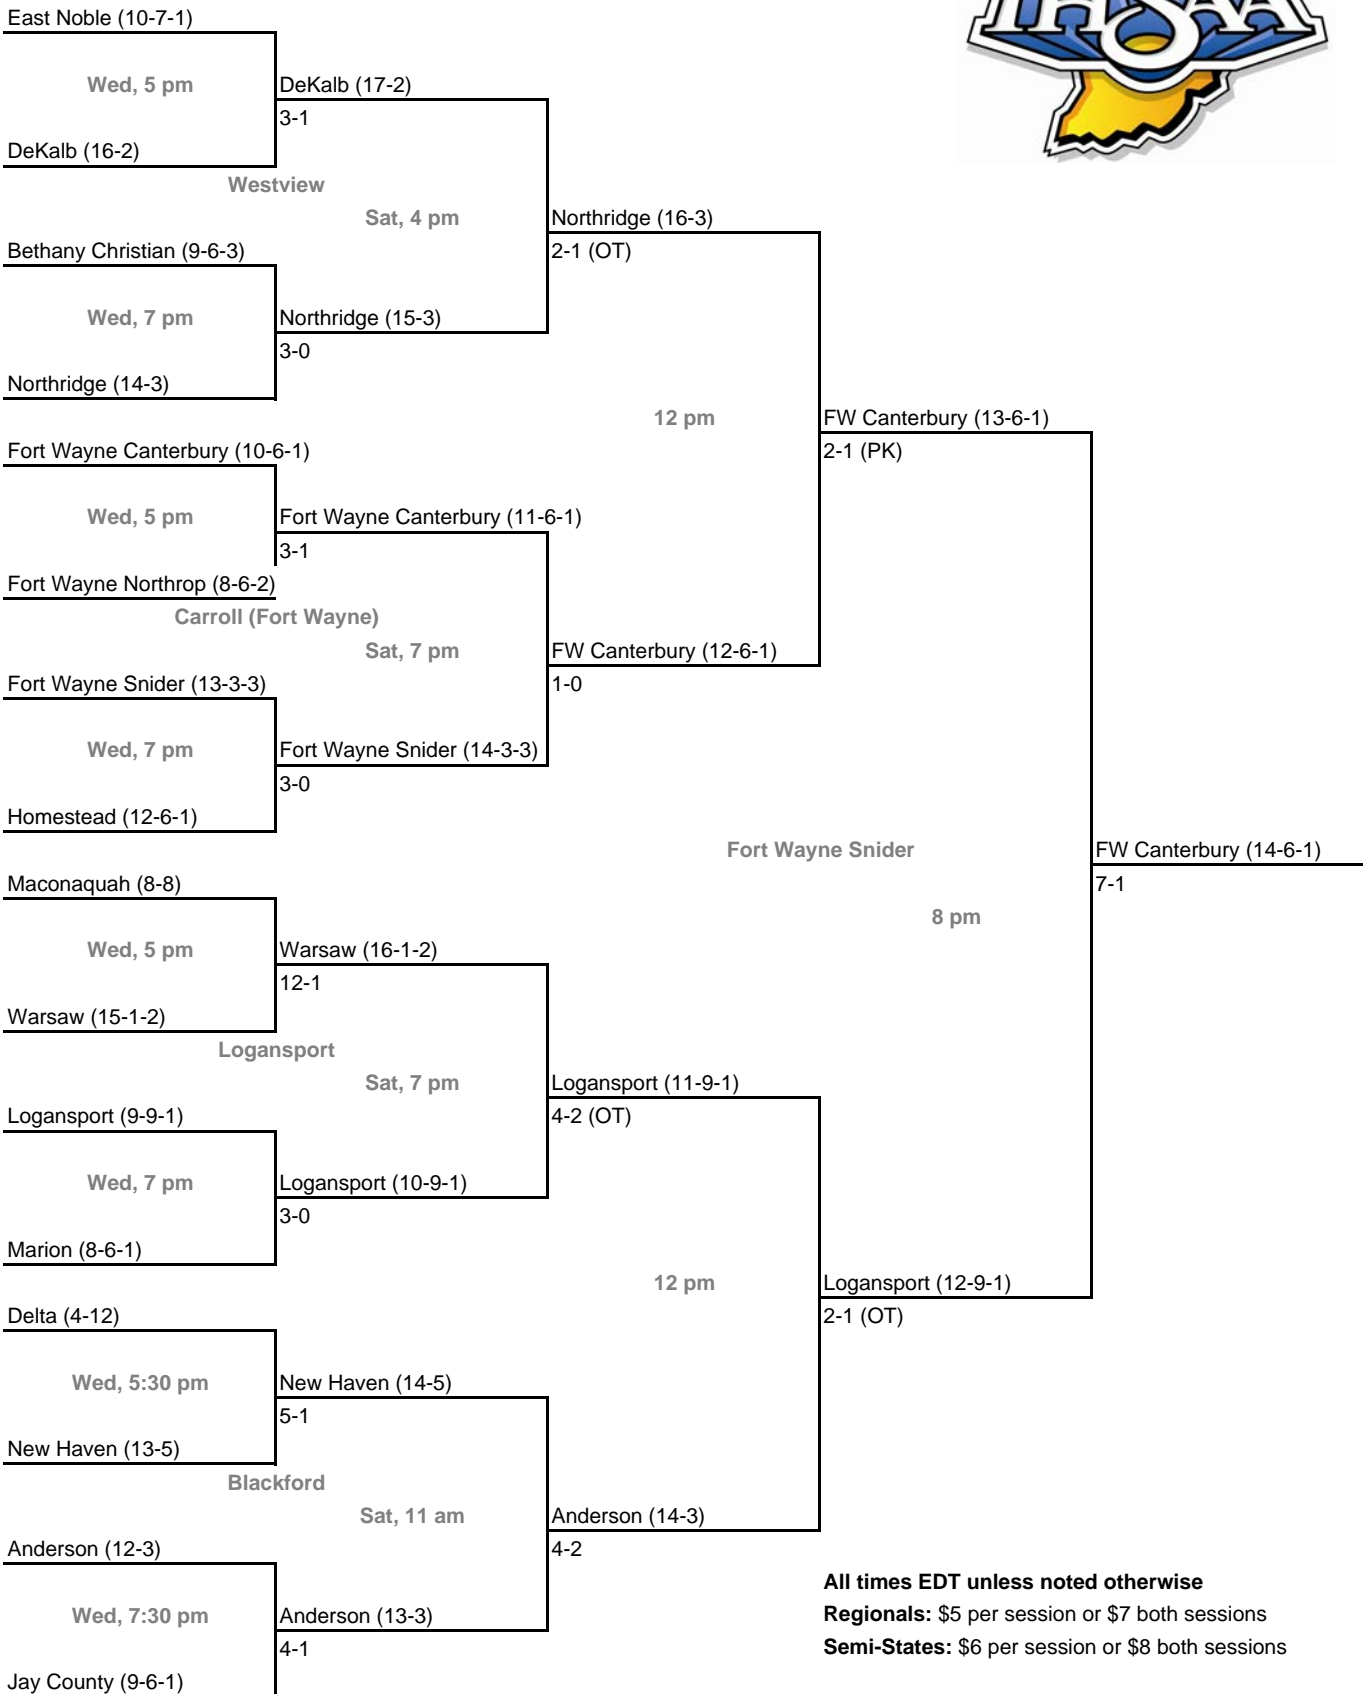 IHSAA
East Noble (10-7-1)
Wed, 5 pm
DeKalb (17-2)
3-1
DeKalb (16-2)
Westview
Sat, 4 pm
Northridge (16-3)
2-1 (OT)
Bethany Christian (9-6-3)
Wed, 7 pm
Northridge (15-3)
3-0
Northridge (14-3)
12 pm
FW Canterbury (13-6-1)
2-1 (PK)
Fort Wayne Canterbury (10-6-1)
Wed, 5 pm
Fort Wayne Canterbury (11-6-1)
3-1
Fort Wayne Northrop (8-6-2)
Carroll (Fort Wayne)
Sat, 7 pm
FW Canterbury (12-6-1)
1-0
Fort Wayne Snider (13-3-3)
Wed, 7 pm
Fort Wayne Snider (14-3-3)
3-0
Homestead (12-6-1)
Fort Wayne Snider
FW Canterbury (14-6-1)
7-1
8 pm
Maconaquah (8-8)
Wed, 5 pm
Warsaw (16-1-2)
12-1
Warsaw (15-1-2)
Logansport
Sat, 7 pm
Logansport (11-9-1)
4-2 (OT)
Logansport (9-9-1)
Wed, 7 pm
Logansport (10-9-1)
3-0
Marion (8-6-1)
12 pm
Logansport (12-9-1)
2-1 (OT)
Delta (4-12)
Wed, 5:30 pm
New Haven (14-5)
5-1
New Haven (13-5)
Blackford
Sat, 11 am
Anderson (14-3)
4-2
Anderson (12-3)
Wed, 7:30 pm
Anderson (13-3)
4-1
Jay County (9-6-1)
All times EDT unless noted otherwise
Regionals: $5 per session or $7 both sessions
Semi-States: $6 per session or $8 both sessions